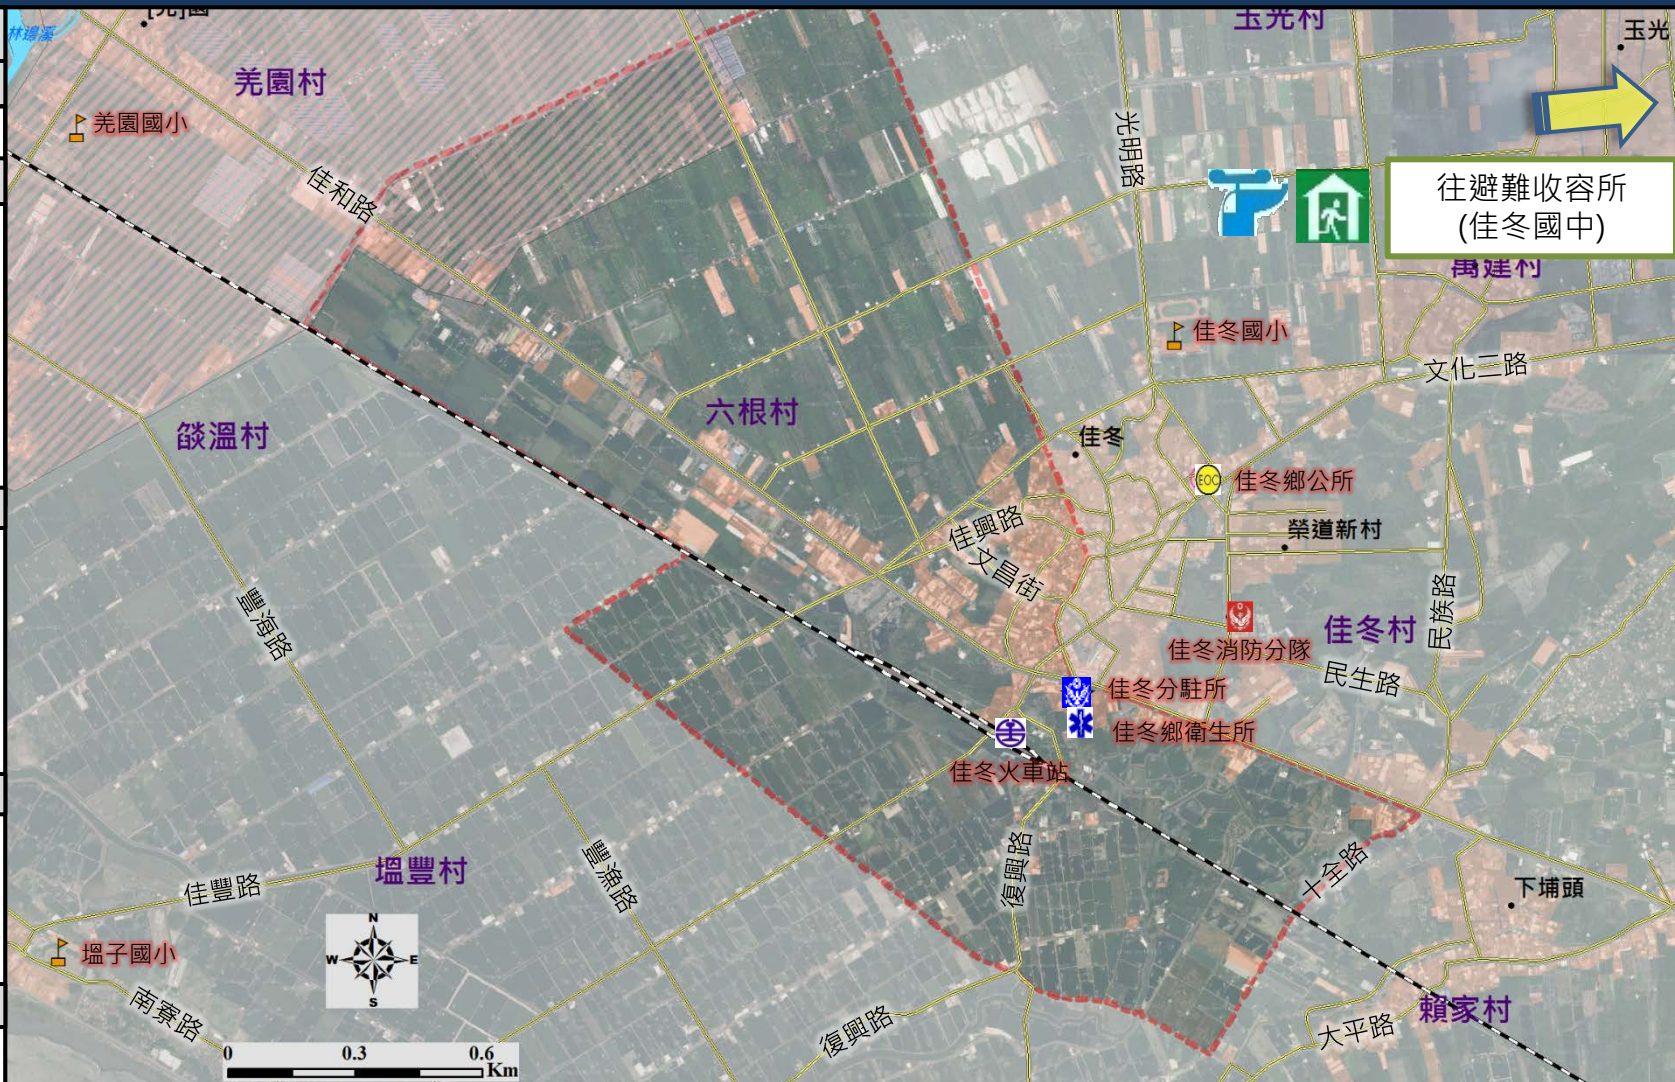 玉光村
林邊溪
玉光
羌園村
羌園國小
光明路
佳和路
往避難收容所
(佳冬國中)
萬建村
佳冬國小
文化二路
六根村
燄溫村
佳冬
EOC
佳冬鄉公所
佳興路
榮道新村
文昌街
豐海路
民族路
佳冬村
佳冬消防分隊
民生路
佳冬分駐所
佳冬鄉衛生所
佳冬火車站
復興路
塭豐村
豐漁路
十全路
佳豐路
下埔頭
N
W
E
S
塭子國小
南寮路
復興路
大平路
賴家村
0 0.3 0.6
Km